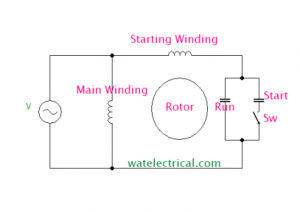 Starting Winding
Main Winding
Start
V
Rotor
Run
Sw
watelectrical.com